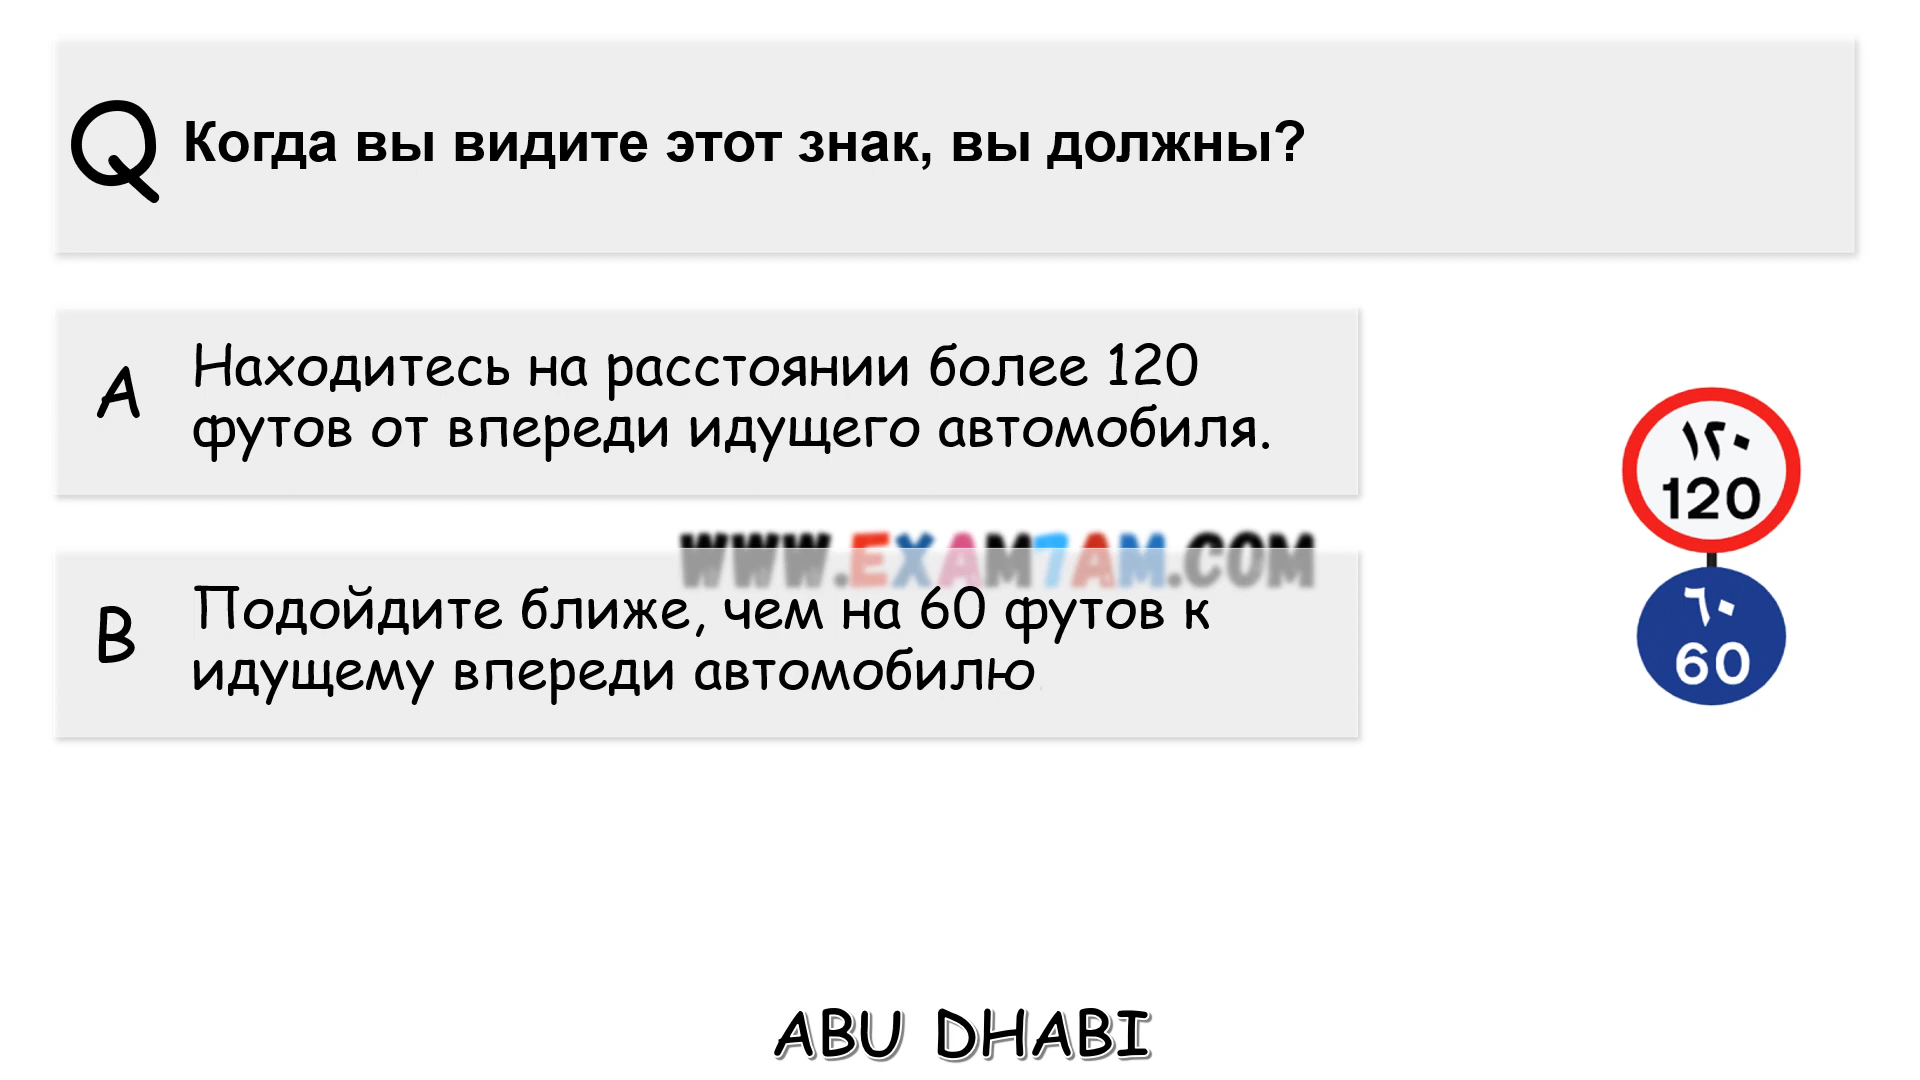 Q Когда вы видите этот знак, вы должны?
A Находитесь на расстоянии более 120
футов от впереди идущего автомобиля.
١٢٠
120
WWW.EXAM7AM.COM
B Подойдите ближе, чем на 60 футов к
идущему впереди автомобилю
٦٠
60
ABU DHABI